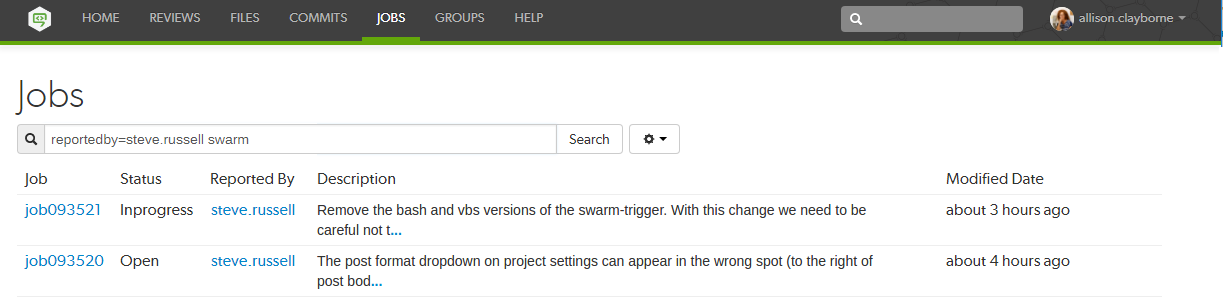 HOME REVIEWS FILES COMMITS JOBS GROUPS HELP allison.clayborne
Jobs
reportedby=steve.russell swarm Search
Job Status Reported By Description Modified Date
job093521 Inprogress steve.russell Remove the bash and vbs versions of the swarm-trigger. With this change we need to be about 3 hours ago
careful not t...
job093520 Open steve.russell The post format dropdown on project settings can appear in the wrong spot (to the right of about 4 hours ago
post bod...